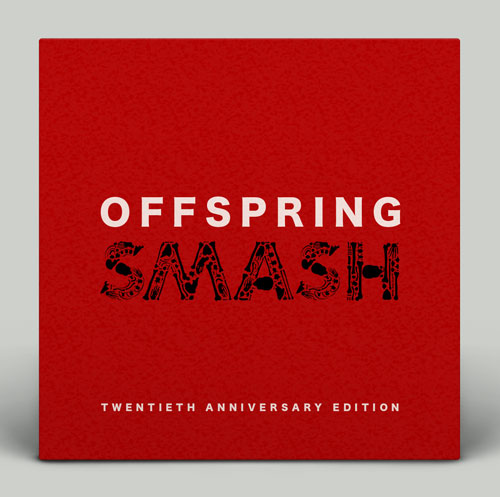 OFFSPRING
SMASH
TWENTIETH ANNIVERSARY EDITION